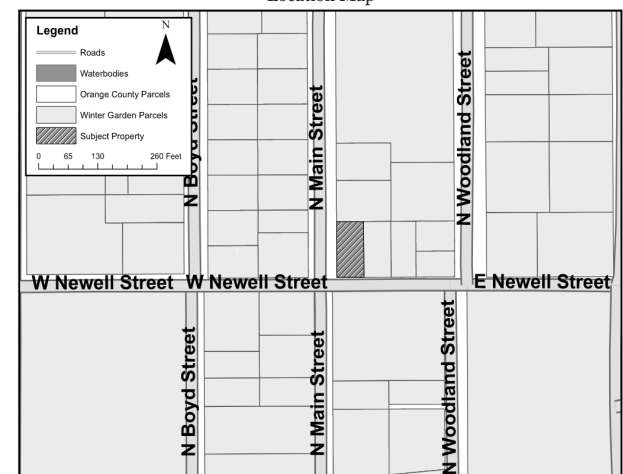 Location Map
Legend
N
Roads
Waterbodies
Orange County Parcels
Winter Garden Parcels
Subject Property
0 65 130 260 Feet
N Boyd Street
N Main Street
N Woodland Street
W Newell Street W Newell Street E Newell Street
N Boyd Street
N Main Street
N Woodland Street